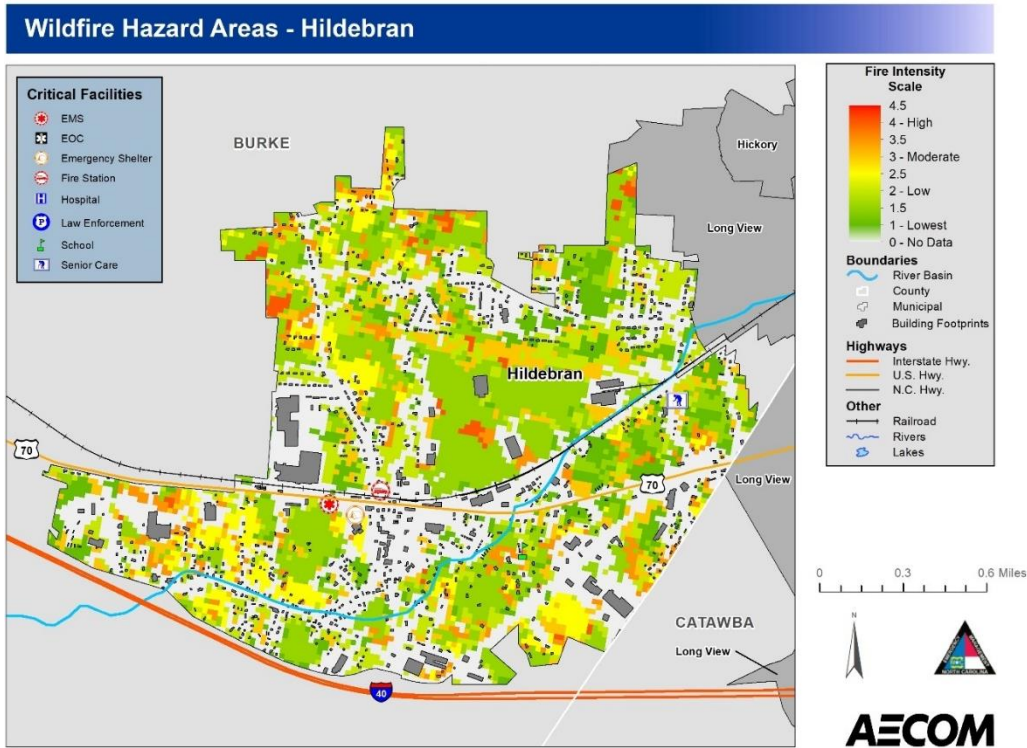 Wildfire Hazard Areas - Hildebran
Critical Facilities
EMS
EOC
Emergency Shelter
Fire Station
H
Hospital
P
Law Enforcement
School
Senior Care
BURKE
Hickory
Long View
Hildebran
70
70
Long View
40
CATAWBA
Long View
Fire Intensity
Scale
4.5
4 - High
3.5
3 - Moderate
2.5
2 - Low
1.5
1 - Lowest
0 - No Data
Boundaries
River Basin
County
Municipal
Building Footprints
Highways
Interstate Hwy.
U.S. Hwy.
N.C. Hwy.
Other
Railroad
Rivers
Lakes
0 0.3 0.6 Miles
N
NORTH CAROLINA
AECOM